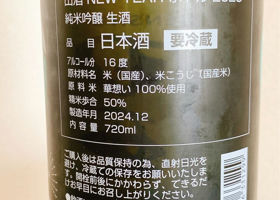 純米吟醸 生酒
品目 日本酒 要冷蔵
アルコール分 16度
原材料名 米(国産)、米こうじ(国産米)
原料米 華想い 100%使用
精米歩合 50%
製造年月 2024.12
内容量 720ml
ご購入後は品質保持の為、直射日光を
避け、冷蔵での保存をお願いいたしま
す。開栓前後にかかわらず、できるだ
けお早目にお召し上がりください。